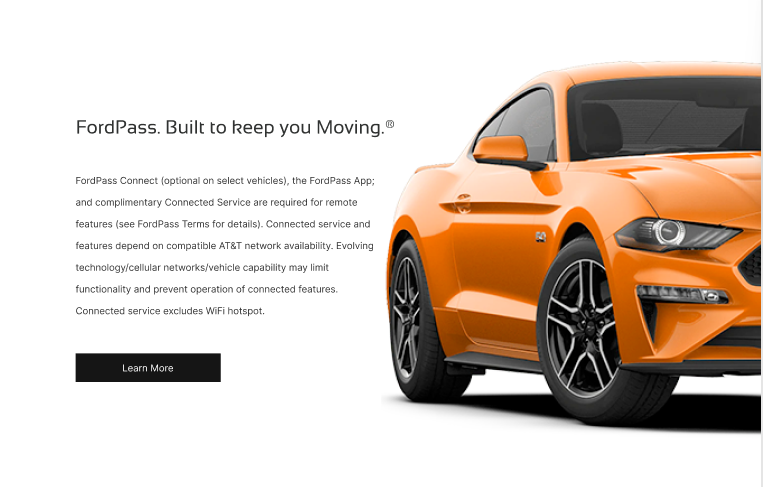 FordPass. Built to keep you Moving.®
FordPass Connect (optional on select vehicles), the FordPass App;
and complimentary Connected Service are required for remote
features (see FordPass Terms for details). Connected service and
features depend on compatible AT&T network availability. Evolving
technology/cellular networks/vehicle capability may limit
functionality and prevent operation of connected features.
Connected service excludes WiFi hotspot.
Learn More